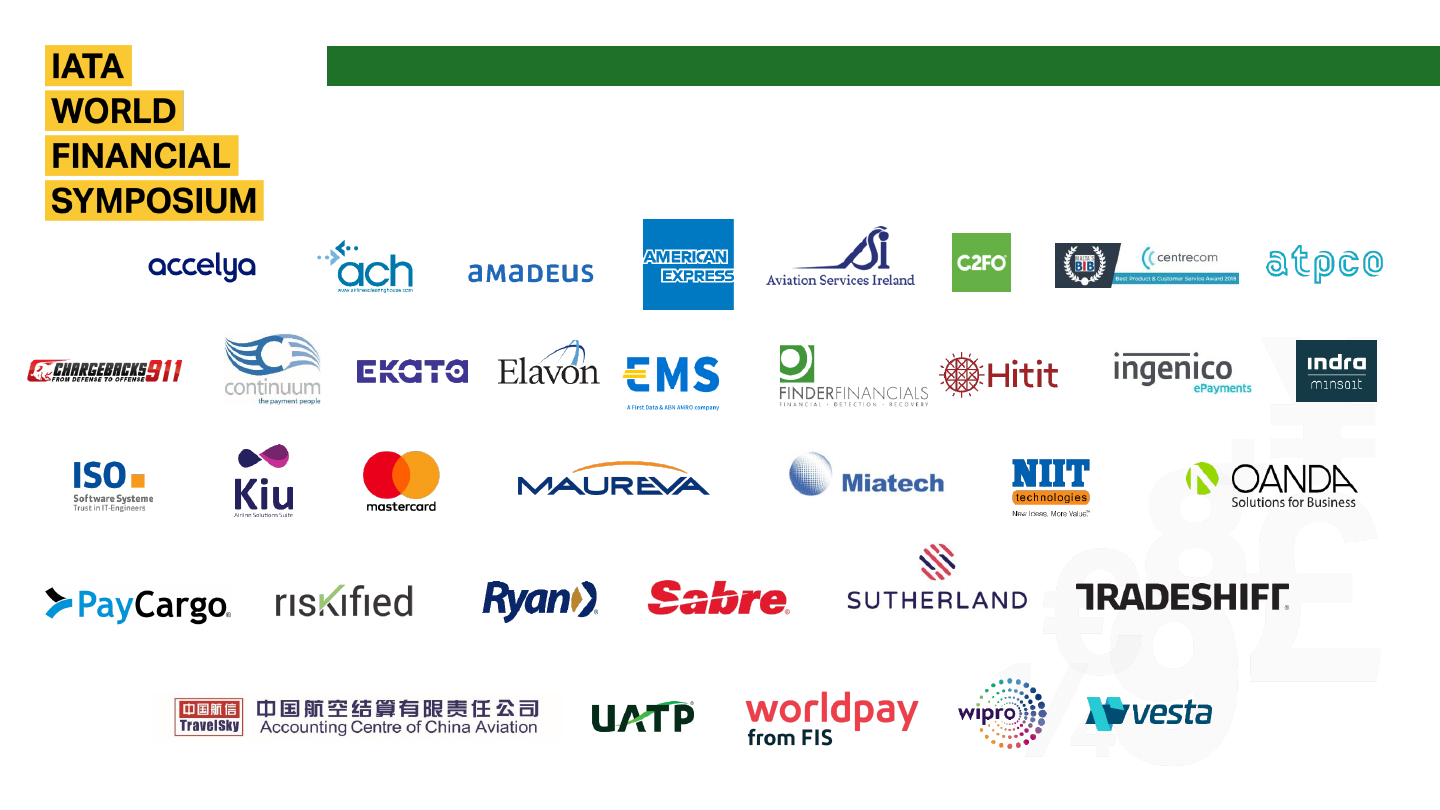 IATA
WORLD
FINANCIAL
SYMPOSIUM
accelya
ach
www.airlinesclearinghouse.com
aMaDEUS
AMERICAN
EXPRESS
ASi
Aviation Services Ireland
C2FO
BIB
centrecom
Best Product & Customer Service Award 2018
atpco
CHARGEBACKS911
FROM DEFENSE TO OFFENSE
continuum
the payment people
EKATA
Elavon
EMS
A First Data & ABN AMRO company
FINDERFINANCIALS
FINANCIAL · DETECTION · RECOVERY
Hitit
ingenico
ePayments
indra
minsait
ISO
Software Systeme
Trust in IT-Engineers
Kiu
Airline Solutions Suite
mastercard
MAUREVA
Miatech
NIIT
technologies
New Ideas, More Value.™
OANDA
Solutions for Business
PayCargo®
riskified
Ryan®
Sabre®
SUTHERLAND
TRADESHIFT®
中国航信
TravelSky
中国航空结算有限责任公司
Accounting Centre of China Aviation
UATP®
worldpay
from FIS
wipro
vesta